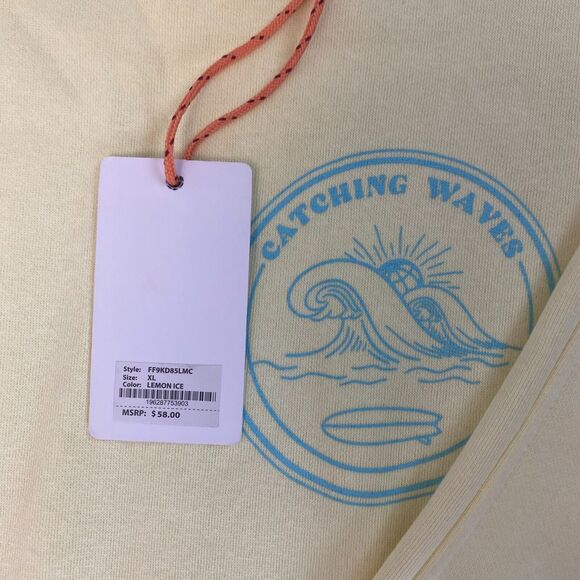 CATCHING WAVES
Style: FF9KD85LMC
Size: XL
Color: LEMON ICE
196287753903
MSRP: $58.00